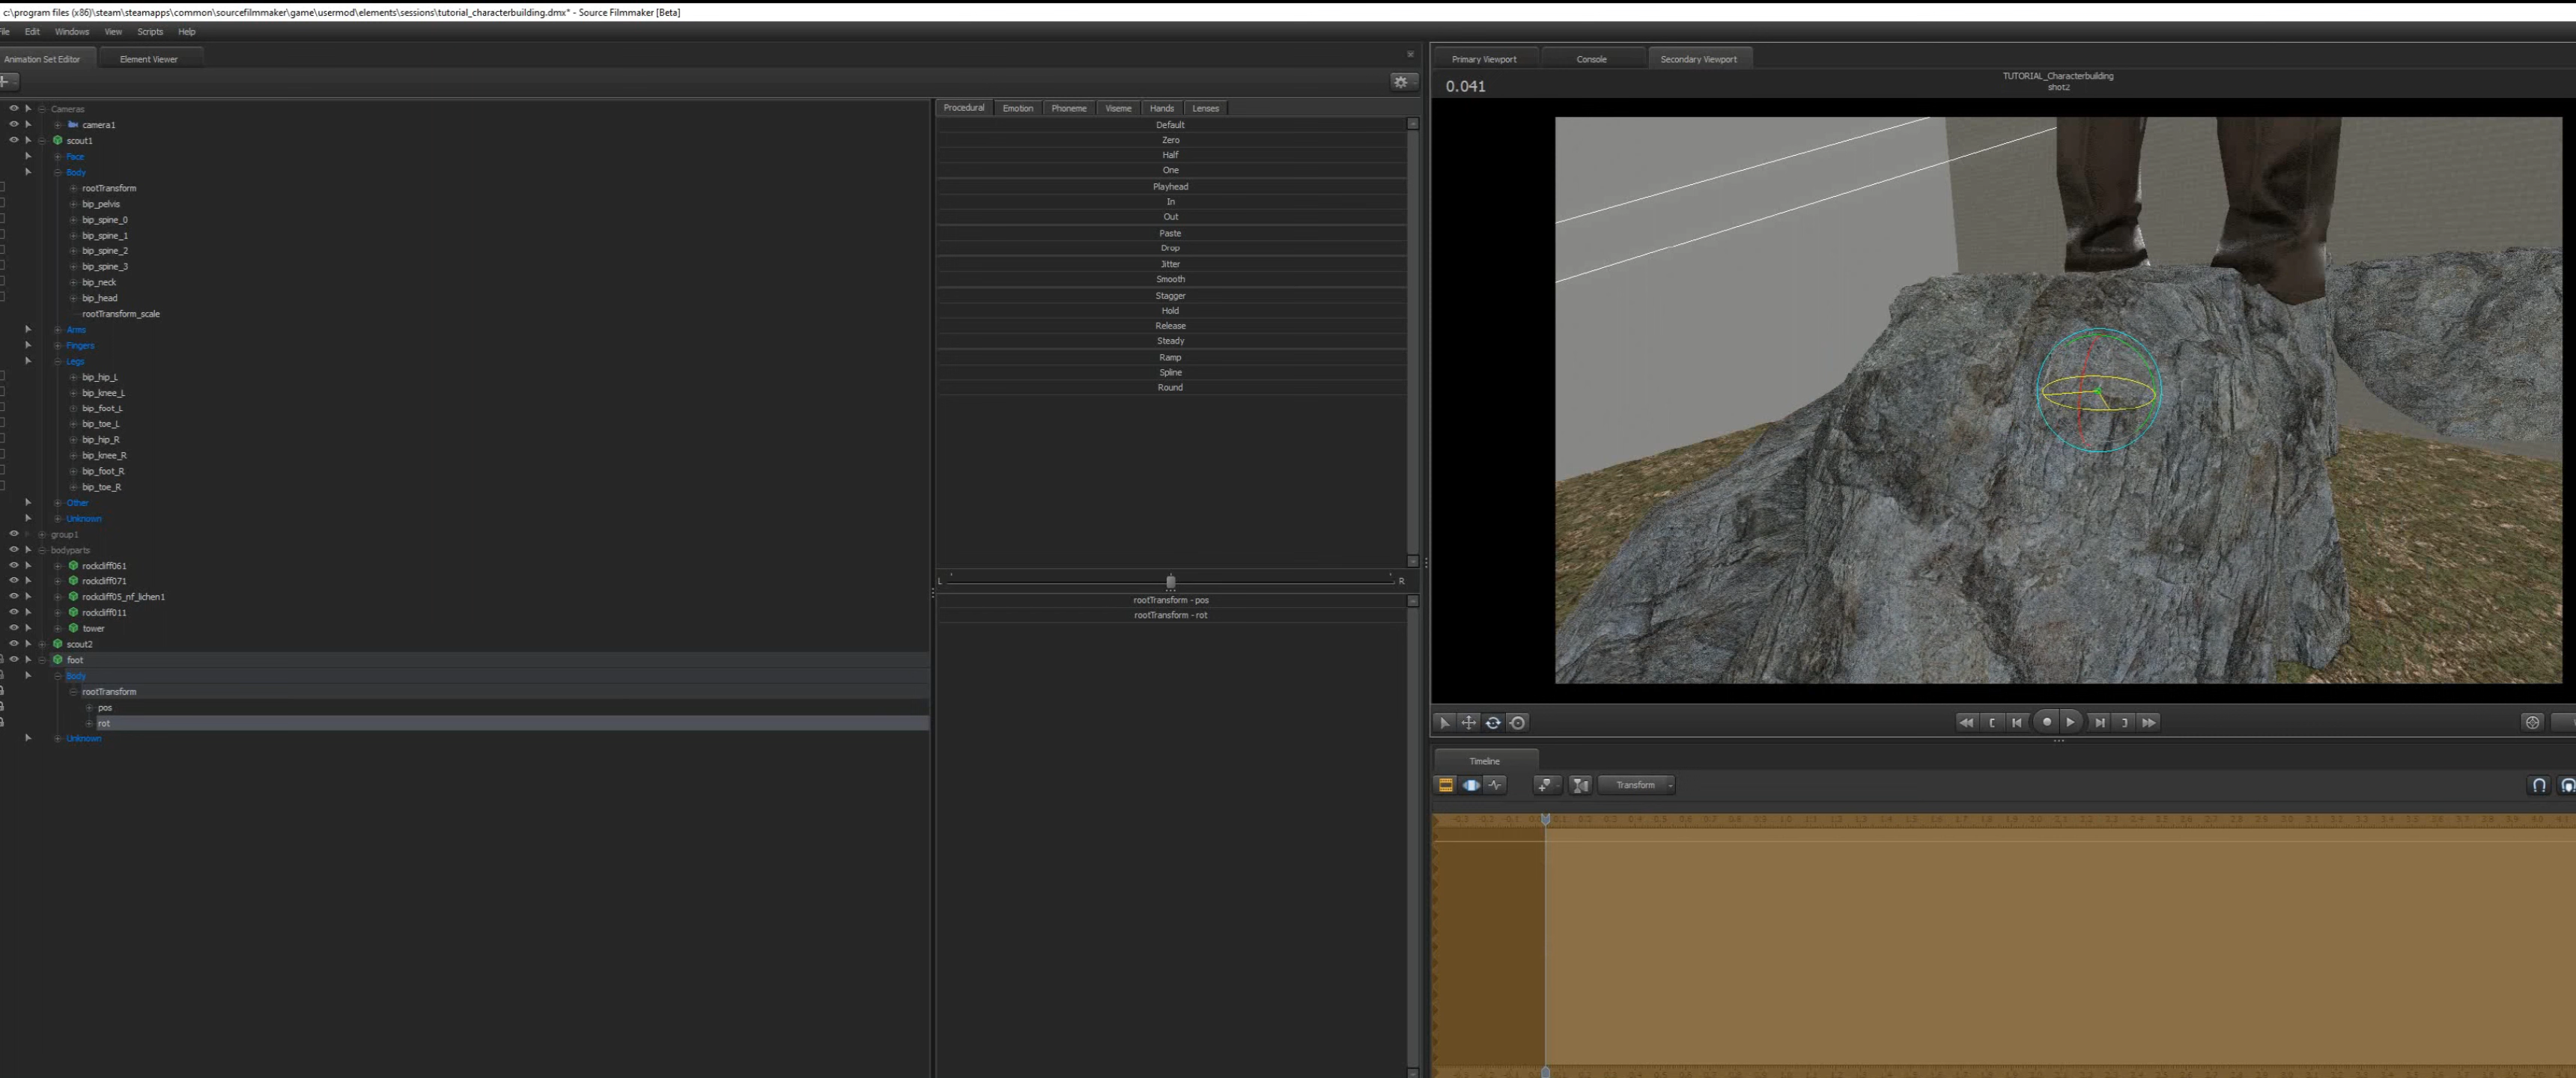 c:\program files (x86)\steam\steamapps\common\sourcefilmmaker\game\usermod\elements\sessions\tutorial_characterbuilding.dmx* - Source Filmmaker [Beta]
File Edit Windows View Scripts Help
Animation Set Editor Element Viewer
Cameras
camera1
scout1
Face
Body
rootTransform
bip_pelvis
bip_spine_0
bip_spine_1
bip_spine_2
bip_spine_3
bip_neck
bip_head
rootTransform_scale
Arms
Fingers
Legs
bip_hip_L
bip_knee_L
bip_foot_L
bip_toe_L
bip_hip_R
bip_knee_R
bip_foot_R
bip_toe_R
Other
Unknown
group1
bodyparts
rockcliff061
rockcliff071
rockcliff05_nf_lichen1
rockcliff011
tower
scout2
foot
Body
rootTransform
pos
rot
Unknown
Procedural Emotion Phoneme Viseme Hands Lenses
Default
Zero
Half
One
Playhead
In
Out
Paste
Drop
Jitter
Smooth
Stagger
Hold
Release
Steady
Ramp
Spline
Round
L R
rootTransform - pos
rootTransform - rot
Primary Viewport Console Secondary Viewport
0.041
TUTORIAL_Characterbuilding
shot2
Timeline
Transform